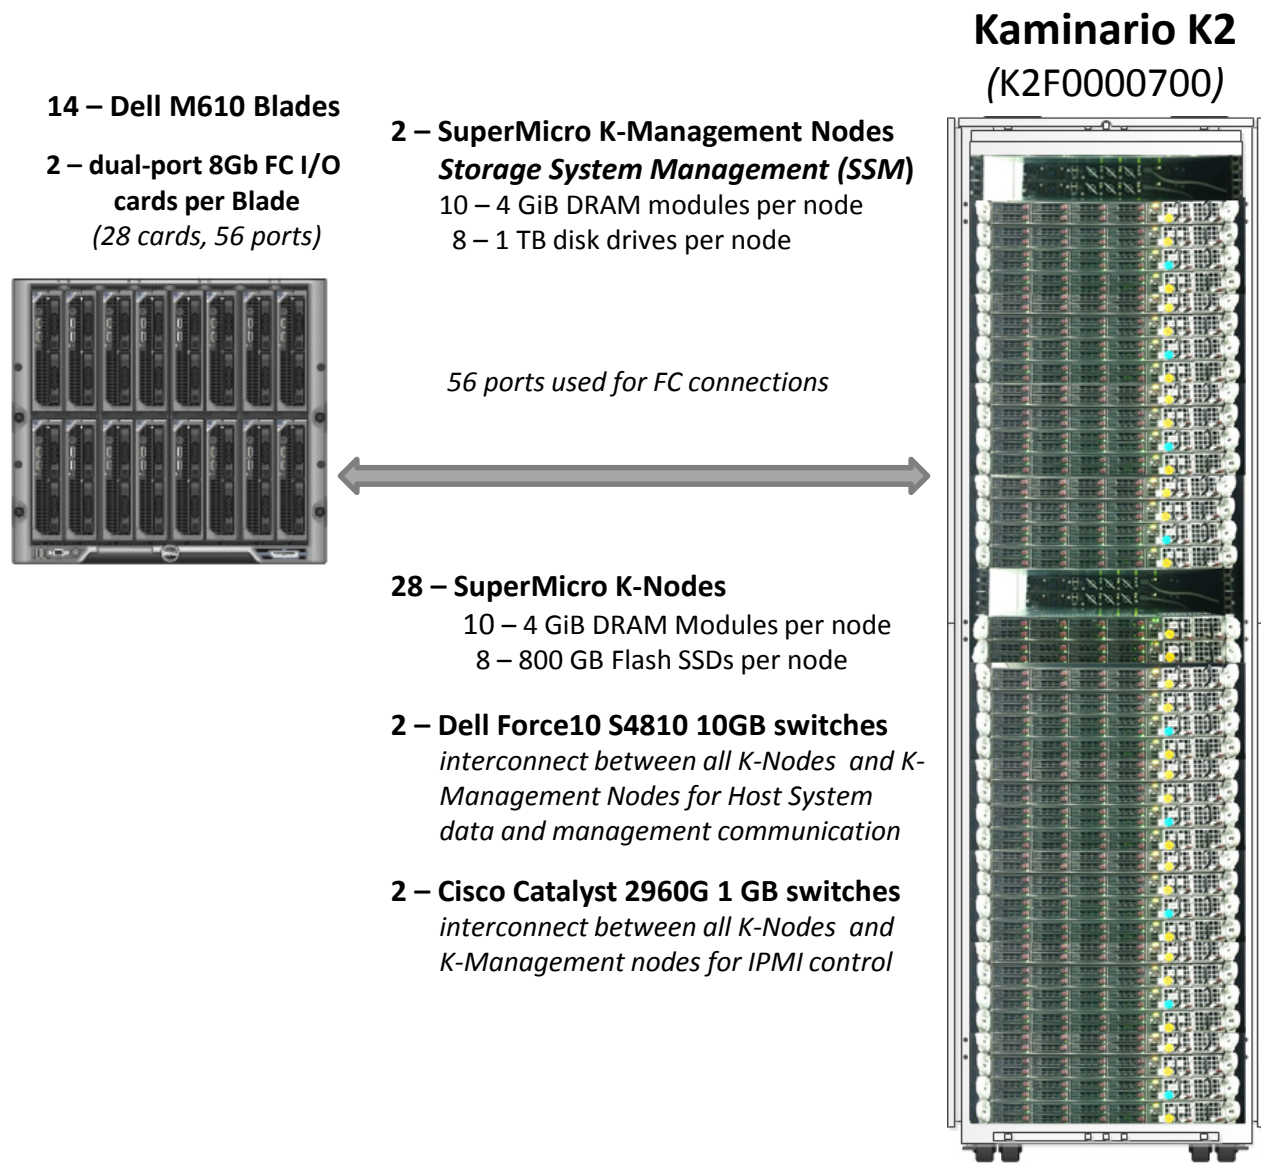 Kaminario K2
(K2F0000700)
14 – Dell M610 Blades
2 – dual-port 8Gb FC I/O
cards per Blade
(28 cards, 56 ports)
2 – SuperMicro K-Management Nodes
Storage System Management (SSM)
10 – 4 GiB DRAM modules per node
8 – 1 TB disk drives per node
56 ports used for FC connections
28 – SuperMicro K-Nodes
10 – 4 GiB DRAM Modules per node
8 – 800 GB Flash SSDs per node
2 – Dell Force10 S4810 10GB switches
interconnect between all K-Nodes and K-
Management Nodes for Host System
data and management communication
2 – Cisco Catalyst 2960G 1 GB switches
interconnect between all K-Nodes and
K-Management nodes for IPMI control